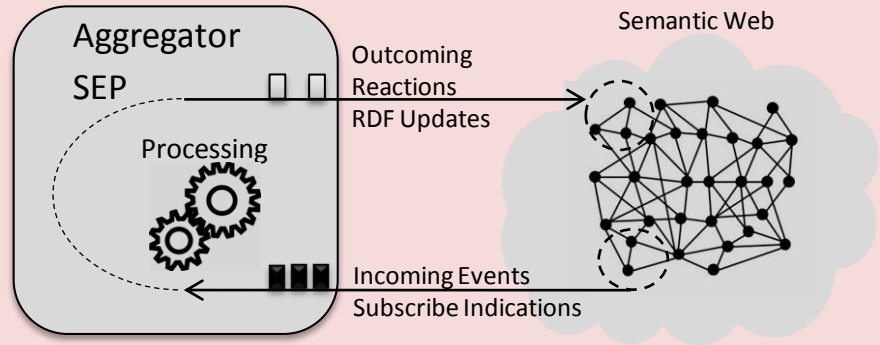 Aggregator
SEP
Processing
Outcoming
Reactions
RDF Updates
Incoming Events
Subscribe Indications
Semantic Web